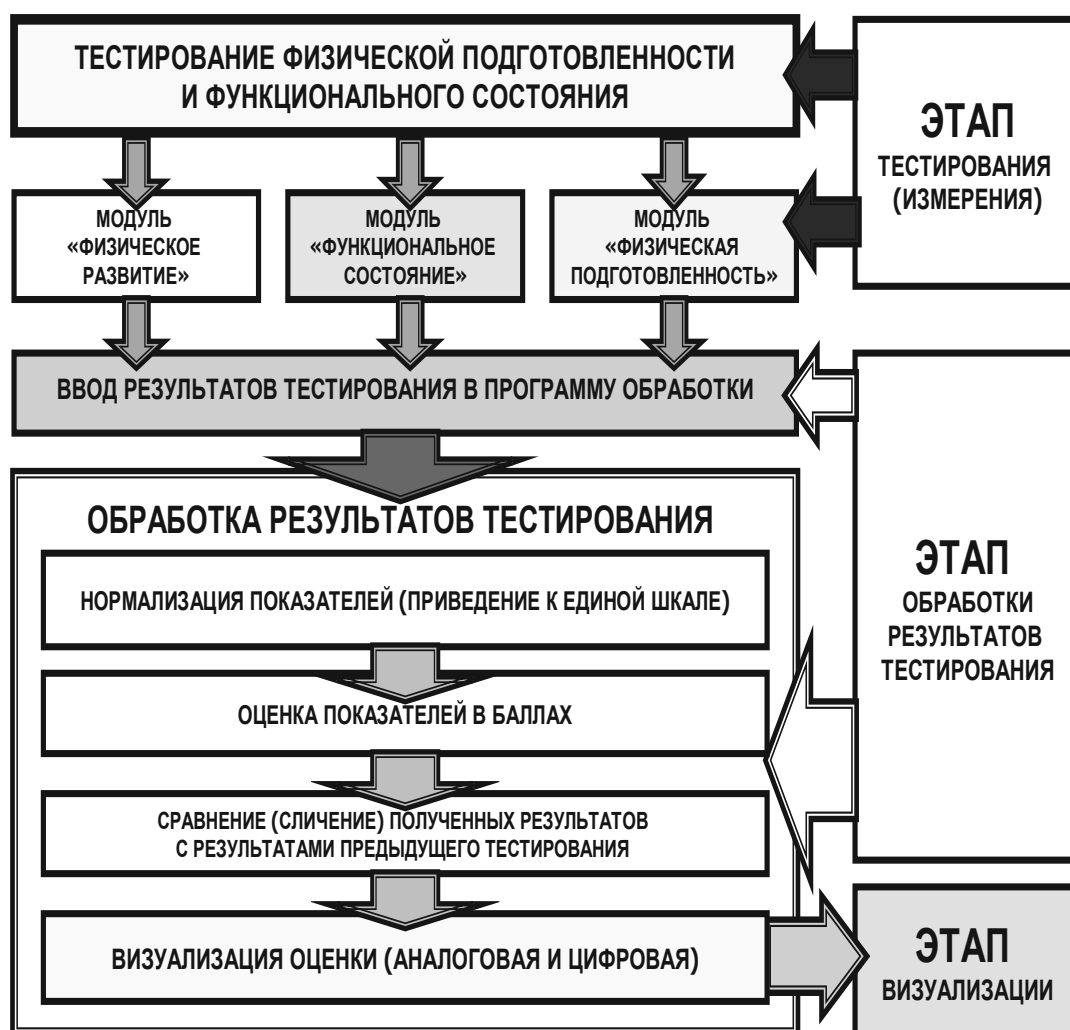 ТЕСТИРОВАНИЕ ФИЗИЧЕСКОЙ ПОДГОТОВЛЕННОСТИ
И ФУНКЦИОНАЛЬНОГО СОСТОЯНИЯ
ЭТАП
ТЕСТИРОВАНИЯ
(ИЗМЕРЕНИЯ)
МОДУЛЬ
«ФИЗИЧЕСКОЕ
РАЗВИТИЕ»
МОДУЛЬ
«ФУНКЦИОНАЛЬНОЕ
СОСТОЯНИЕ»
МОДУЛЬ
«ФИЗИЧЕСКАЯ
ПОДГОТОВЛЕННОСТЬ»
ВВОД РЕЗУЛЬТАТОВ ТЕСТИРОВАНИЯ В ПРОГРАММУ ОБРАБОТКИ
ОБРАБОТКА РЕЗУЛЬТАТОВ ТЕСТИРОВАНИЯ
НОРМАЛИЗАЦИЯ ПОКАЗАТЕЛЕЙ (ПРИВЕДЕНИЕ К ЕДИНОЙ ШКАЛЕ)
ОЦЕНКА ПОКАЗАТЕЛЕЙ В БАЛЛАХ
СРАВНЕНИЕ (СЛИЧЕНИЕ) ПОЛУЧЕННЫХ РЕЗУЛЬТАТОВ
С РЕЗУЛЬТАТАМИ ПРЕДЫДУЩЕГО ТЕСТИРОВАНИЯ
ВИЗУАЛИЗАЦИЯ ОЦЕНКИ (АНАЛОГОВАЯ И ЦИФРОВАЯ)
ЭТАП
ОБРАБОТКИ
РЕЗУЛЬТАТОВ
ТЕСТИРОВАНИЯ
ЭТАП
ВИЗУАЛИЗАЦИИ